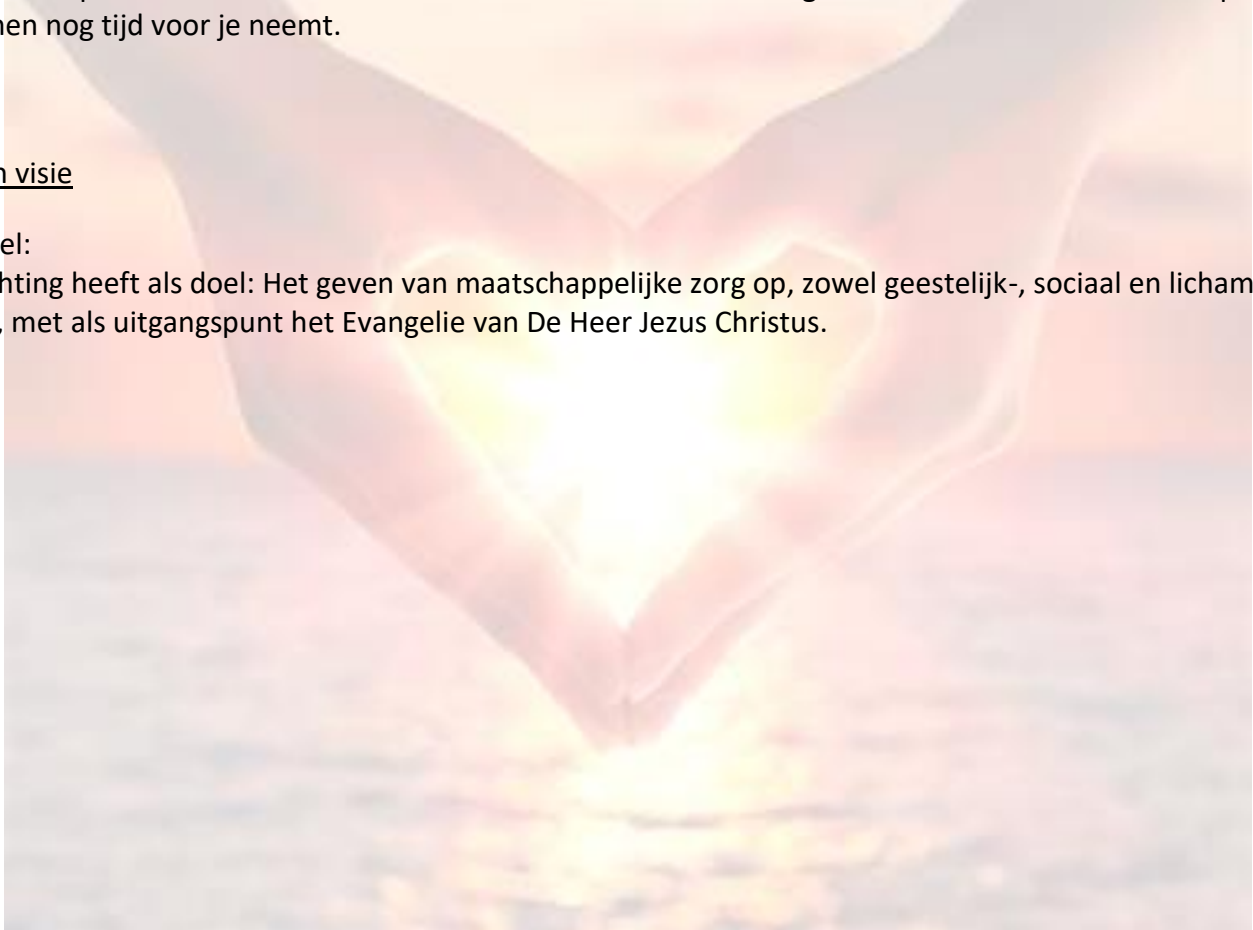 nen nog tijd voor je neemt.
n visie
el:
hting heeft als doel: Het geven van maatschappelijke zorg op, zowel geestelijk-, sociaal en licham
, met als uitgangspunt het Evangelie van De Heer Jezus Christus.